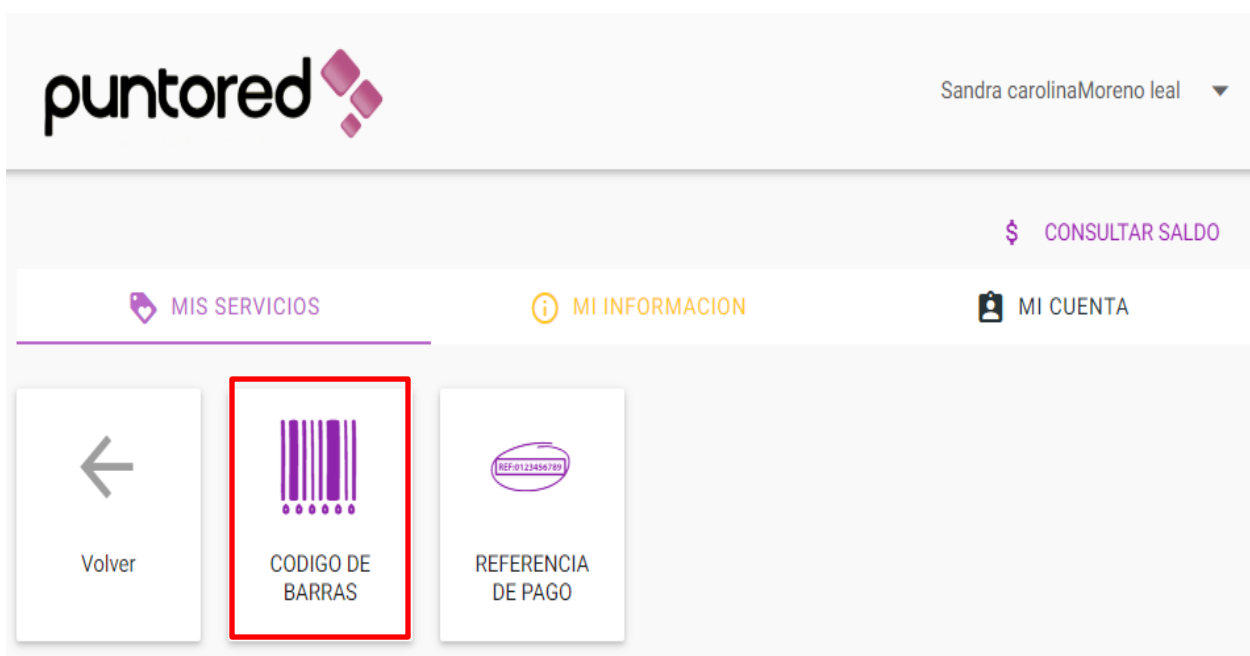 puntored
Sandra carolinaMoreno leal
$ CONSULTAR SALDO
MIS SERVICIOS
MI INFORMACION
MI CUENTA
REF:0123456789
Volver
CODIGO DE
BARRAS
REFERENCIA
DE PAGO